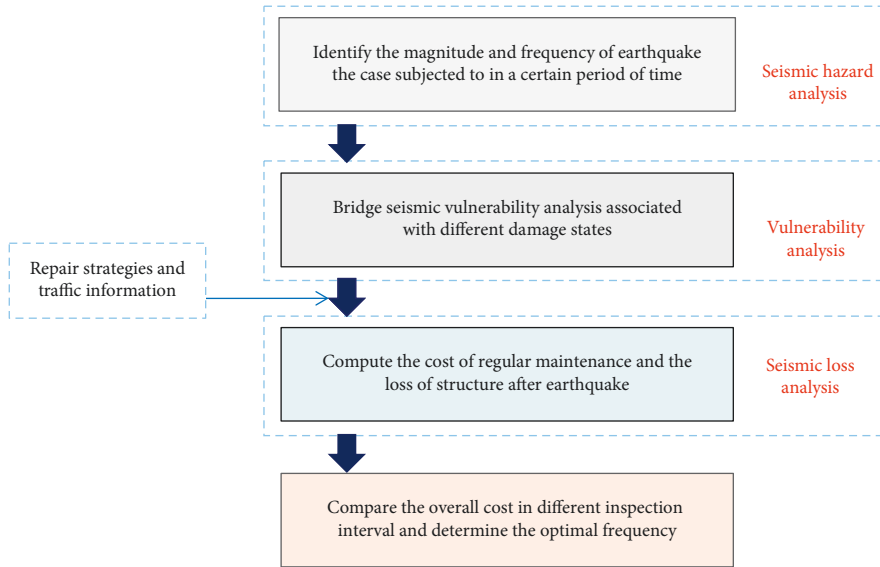 Identify the magnitude and frequency of earthquake
the case subjected to in a certain period of time
Seismic hazard
analysis
Bridge seismic vulnerability analysis associated
with different damage states
Vulnerability
analysis
Repair strategies and
traffic information
Compute the cost of regular maintenance and the
loss of structure after earthquake
Seismic loss
analysis
Compare the overall cost in different inspection
interval and determine the optimal frequency